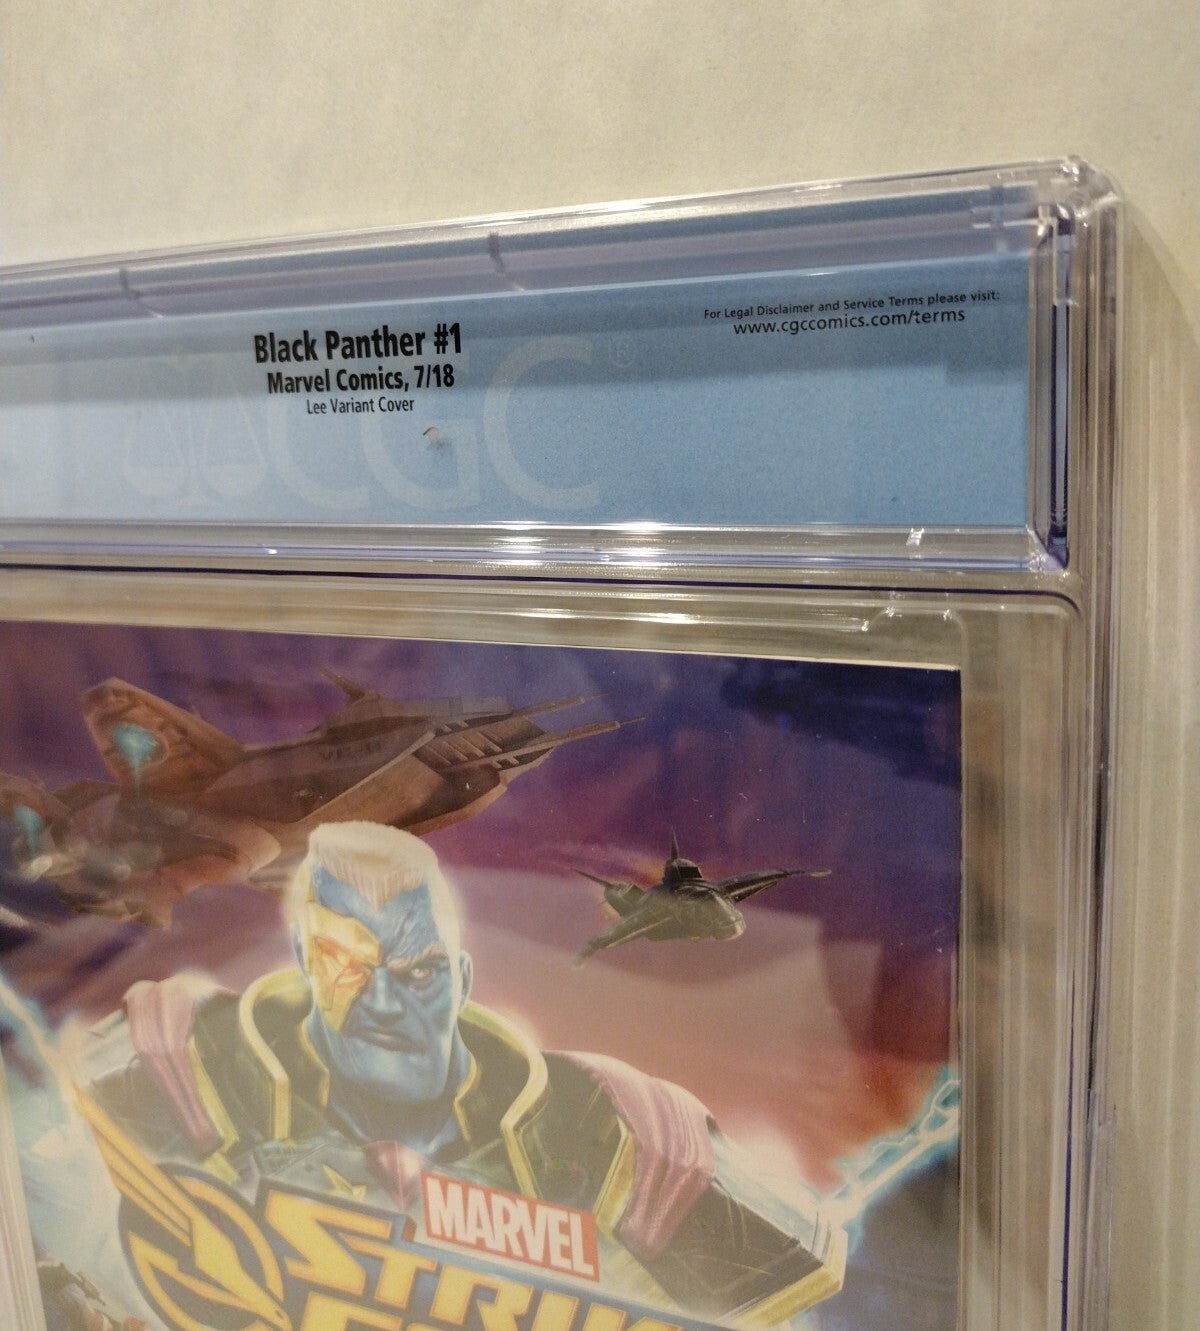 For Legal Disclaimer and Service Terms please visit:
www.cgccomics.com/terms
Black Panther #1
Marvel Comics, 7/18
Lee Variant Cover
CGC
MARVEL